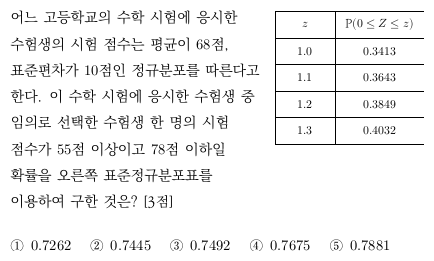 어느 고등학교의 수학 시험에 응시한
수험생의 시험 점수는 평균이 68점,
표준편차가 10점인 정규분포를 따른다고
한다. 이 수학 시험에 응시한 수험생 중
임의로 선택한 수험생 한 명의 시험
점수가 55점 이상이고 78점 이하일
확률을 오른쪽 표준정규분포표를
이용하여 구한 것은? [3점]
z P(0 ≤ Z ≤ z)
1.0 0.3413
1.1 0.3643
1.2 0.3849
1.3 0.4032
① 0.7262 ② 0.7445 ③ 0.7492 ④ 0.7675 ⑤ 0.7881